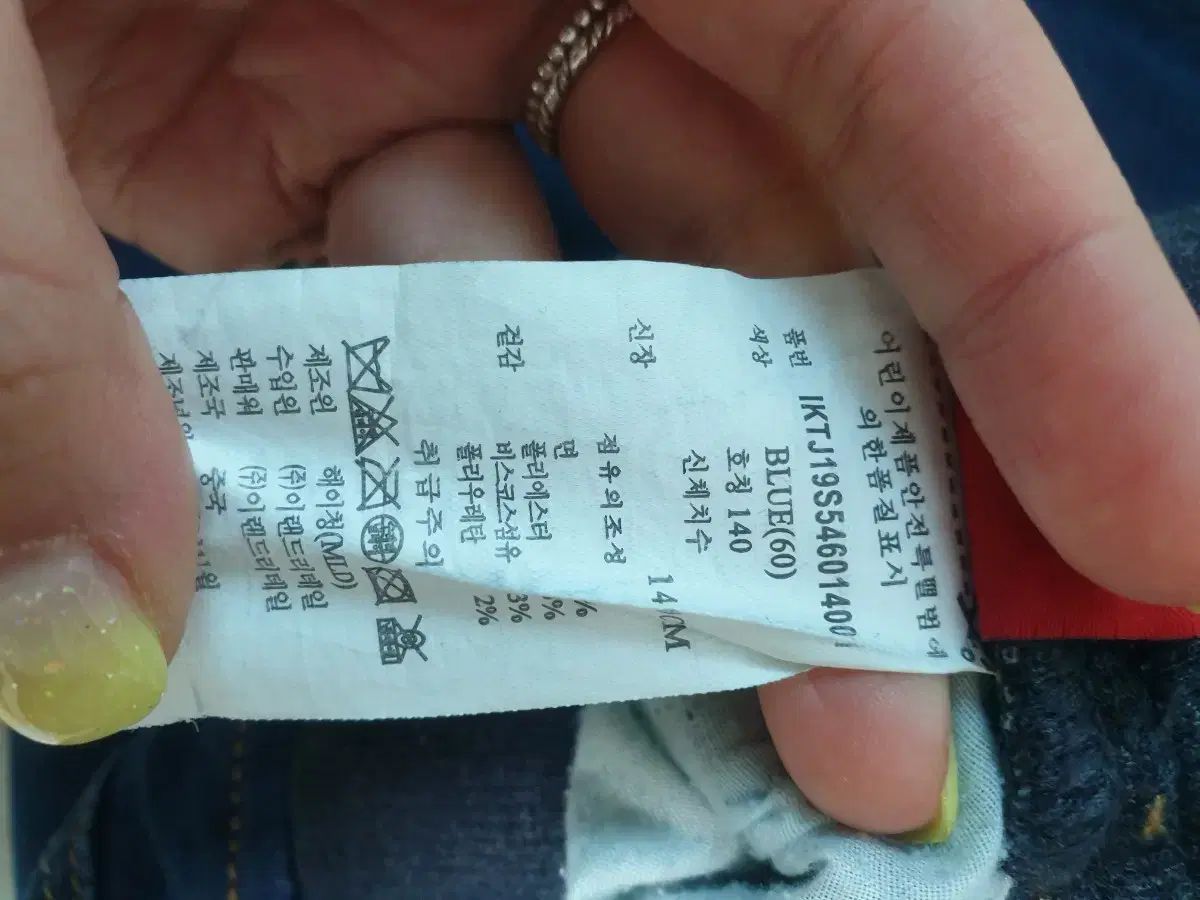 어린이제품안전특별법에
의한품질표시
품번 IKTJ19S546014001
색상 BLUE(60)
호칭 140
신체치수
신장 14 CM
섬유의조성
겉감 면 %
폴리에스터 %
비스코스섬유 3%
폴리우레탄 2%
취급주의
제조원 헤이정(MLD)
수입원 (주)이랜드리테일
판매원 (주)이랜드리테일
제조국 중국